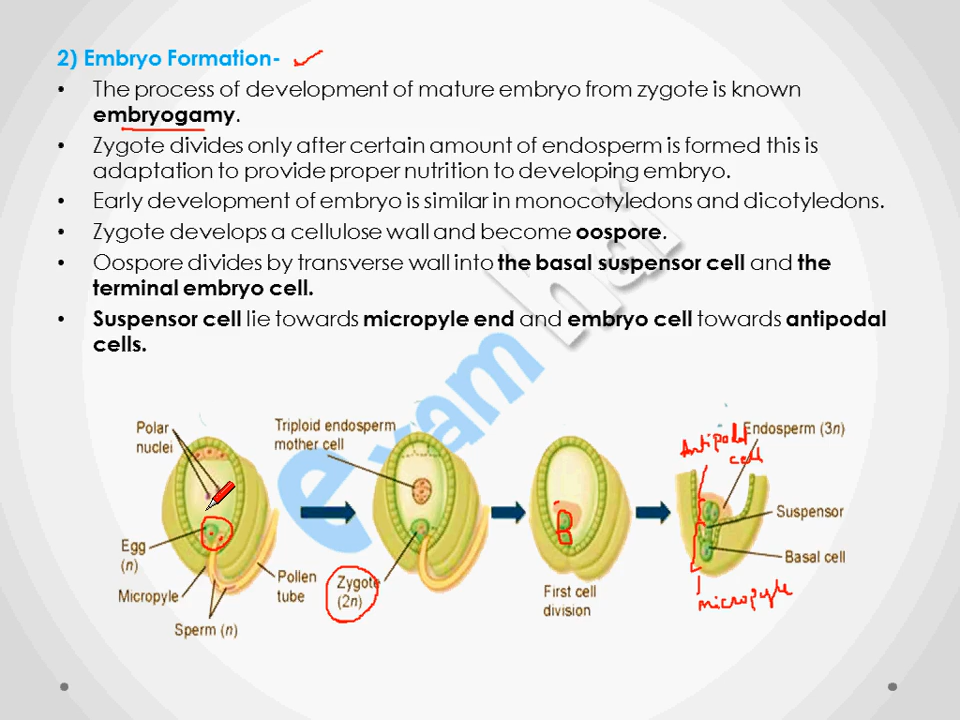 2) Embryo Formation-
• The process of development of mature embryo from zygote is known
embryogamy.
• Zygote divides only after certain amount of endosperm is formed this is
adaptation to provide proper nutrition to developing embryo.
• Early development of embryo is similar in monocotyledons and dicotyledons.
• Zygote develops a cellulose wall and become oospore.
• Oospore divides by transverse wall into the basal suspensor cell and the
terminal embryo cell.
• Suspensor cell lie towards micropyle end and embryo cell towards antipodal
cells.
exam
Polar
nuclei
Egg
(n)
Micropyle
Sperm (n)
Pollen
tube
Triploid endosperm
mother cell
Zygote
(2n)
First cell
division
Antipodal
cell
Endosperm (3n)
Suspensor
Basal cell
micropyle